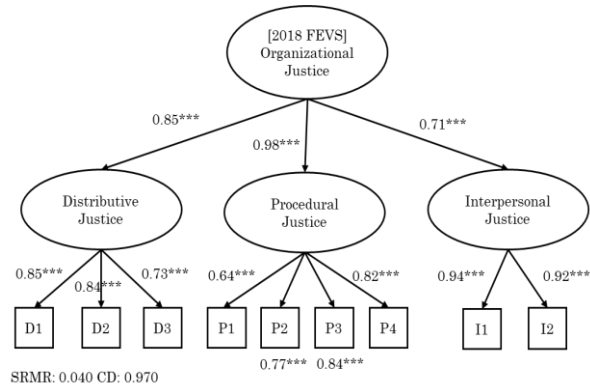 [2018 FEVS]
Organizational
Justice
0.85***
0.98***
0.71***
Distributive
Justice
Procedural
Justice
Interpersonal
Justice
0.85***
0.84***
0.73***
0.64***
0.82***
0.94***
0.92***
D1
D2
D3
P1
P2
P3
P4
I1
I2
0.77***
0.84***
SRMR: 0.040 CD: 0.970